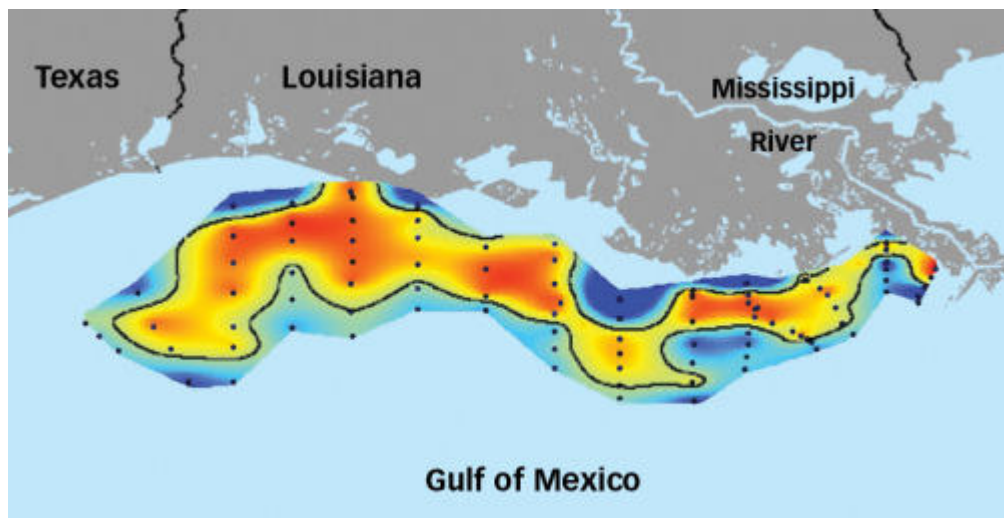 Texas
Louisiana
Mississippi
River
Gulf of Mexico